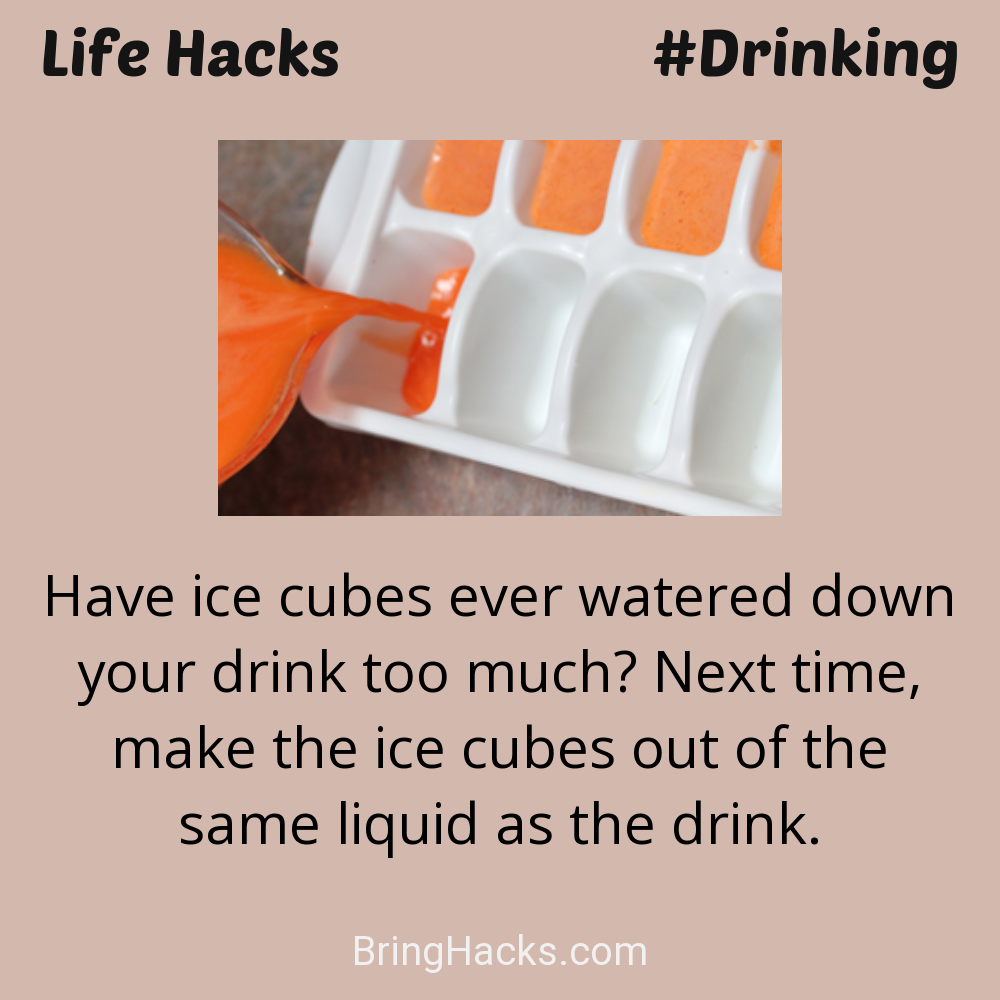 Life Hacks #Drinking
Have ice cubes ever watered down
your drink too much? Next time,
make the ice cubes out of the
same liquid as the drink.
BringHacks.com